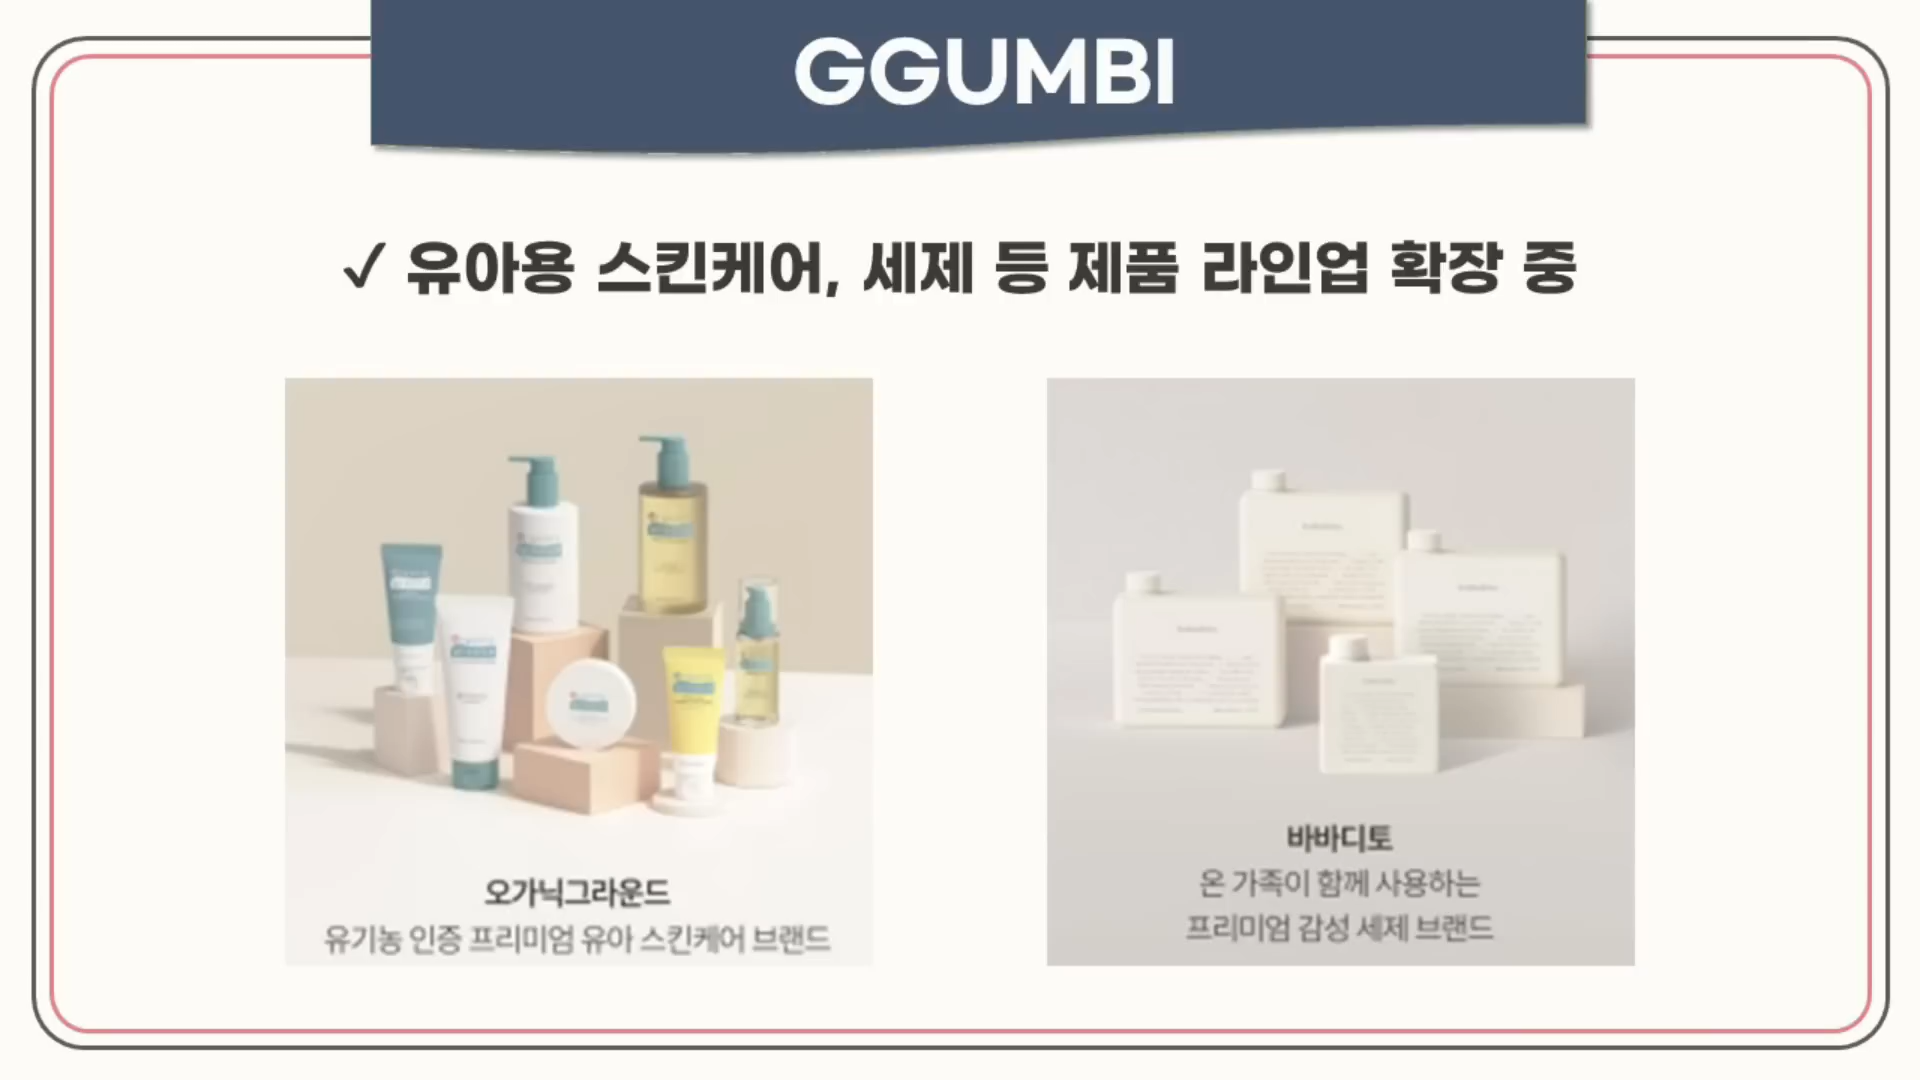 GGUMBI
✓ 유아용 스킨케어, 세제 등 제품 라인업 확장 중
오가닉그라운드
유기농 인증 프리미엄 유아 스킨케어 브랜드
바바디토
온 가족이 함께 사용하는
프리미엄 감성 세제 브랜드